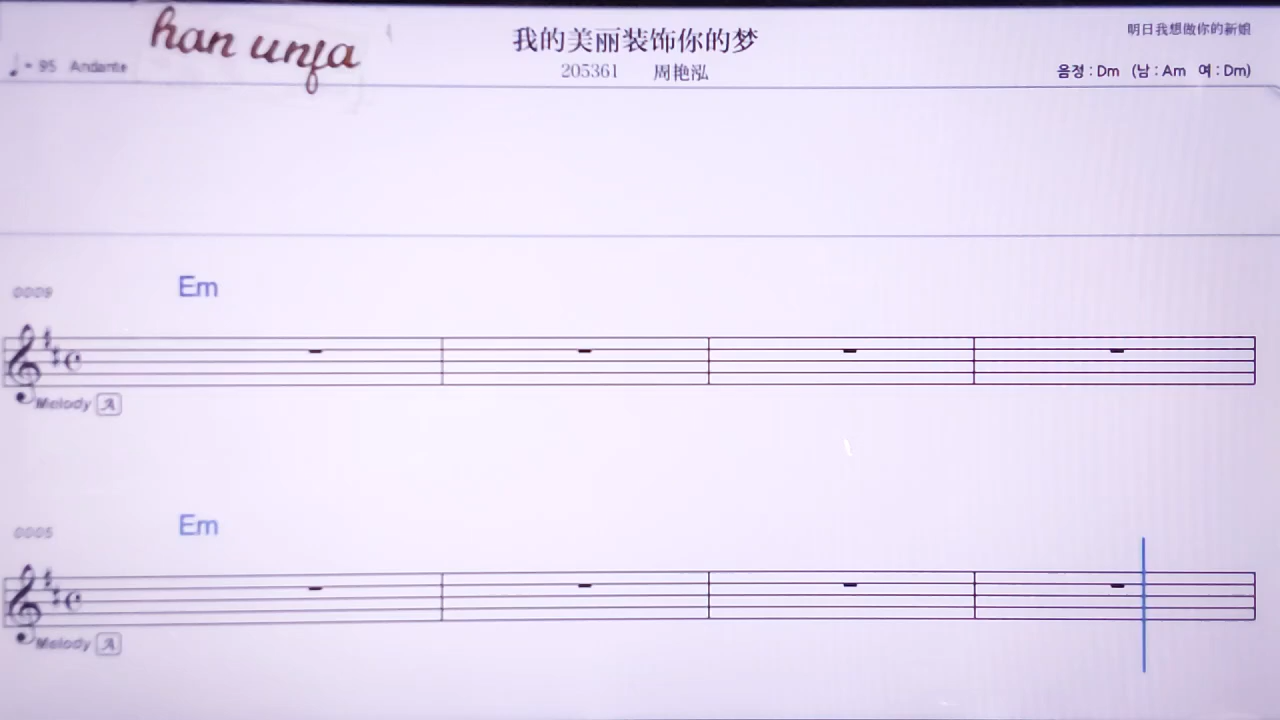 han unfa
我的美丽装饰你的梦
明日我想做你的新娘
♩= 95 Andante
205361 周艳泓
음정 : Dm (남 : Am 여 : Dm)
0009
Em
Melody A
0005
Em
Melody A